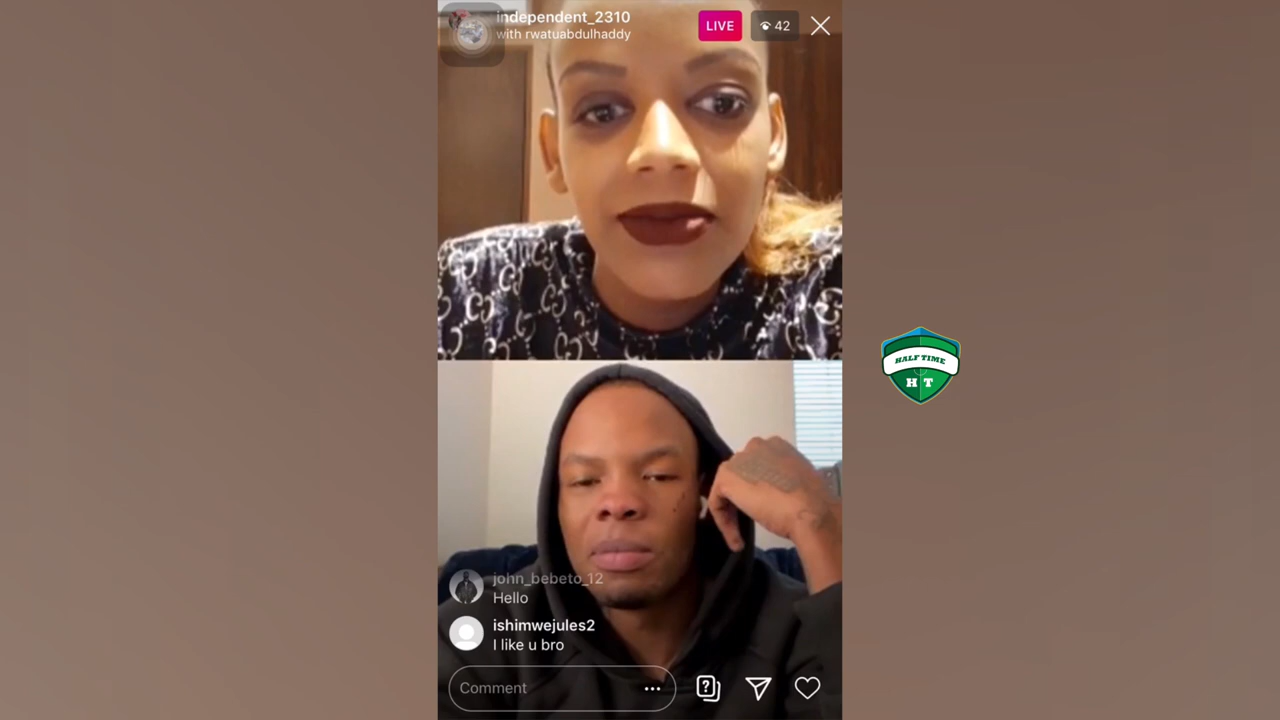 independent_2310
with rwatuabdulhaddy
LIVE
42
HALF TIME
H T
john_bebeto_12
Hello
ishimwejules2
I like u bro
Comment